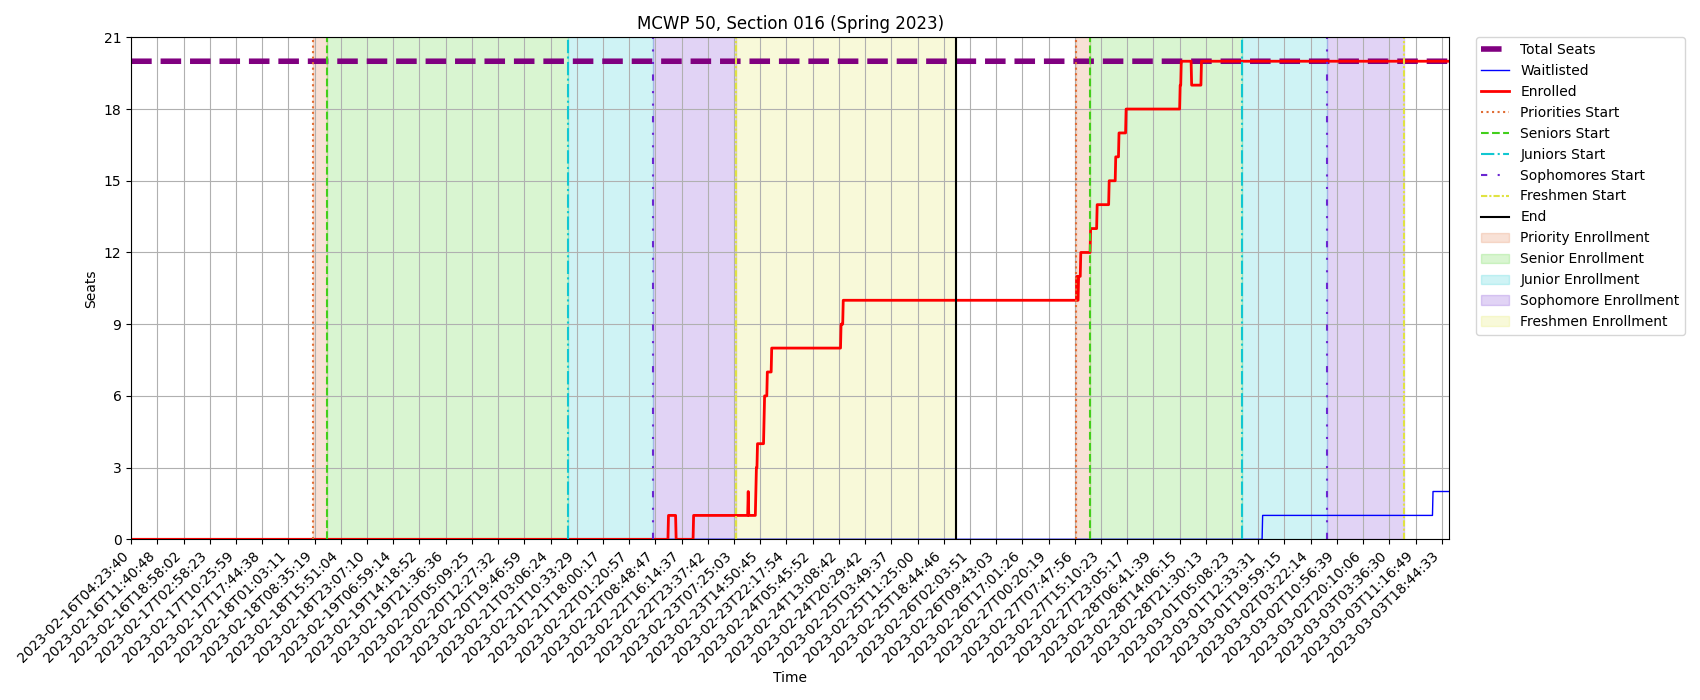 MCWP 50, Section 016 (Spring 2023)
21
18
15
12
9
6
3
0
Seats
2023-02-16T04:23:40
2023-02-16T11:40:48
2023-02-16T18:58:02
2023-02-17T02:58:23
2023-02-17T10:25:59
2023-02-17T17:44:38
2023-02-18T01:03:11
2023-02-18T08:35:19
2023-02-18T15:51:04
2023-02-18T23:07:10
2023-02-19T06:59:14
2023-02-19T14:18:52
2023-02-19T21:36:36
2023-02-20T05:09:25
2023-02-20T12:27:32
2023-02-20T19:46:59
2023-02-21T03:06:24
2023-02-21T10:33:29
2023-02-21T18:00:17
2023-02-22T01:20:57
2023-02-22T08:48:47
2023-02-22T16:14:37
2023-02-22T23:37:42
2023-02-23T07:25:03
2023-02-23T14:50:45
2023-02-23T22:17:54
2023-02-24T05:45:52
2023-02-24T13:08:42
2023-02-24T20:29:42
2023-02-25T03:49:37
2023-02-25T11:25:00
2023-02-25T18:44:46
2023-02-26T02:03:51
2023-02-26T09:43:03
2023-02-26T17:01:26
2023-02-27T00:20:19
2023-02-27T07:47:56
2023-02-27T15:10:23
2023-02-27T23:05:17
2023-02-28T06:41:39
2023-02-28T14:06:15
2023-02-28T21:30:13
2023-03-01T05:08:23
2023-03-01T12:33:31
2023-03-01T19:59:15
2023-03-02T03:22:14
2023-03-02T10:56:39
2023-03-02T20:10:06
2023-03-03T03:36:30
2023-03-03T11:16:49
2023-03-03T18:44:33
Time
Total Seats
Waitlisted
Enrolled
Priorities Start
Seniors Start
Juniors Start
Sophomores Start
Freshmen Start
End
Priority Enrollment
Senior Enrollment
Junior Enrollment
Sophomore Enrollment
Freshmen Enrollment